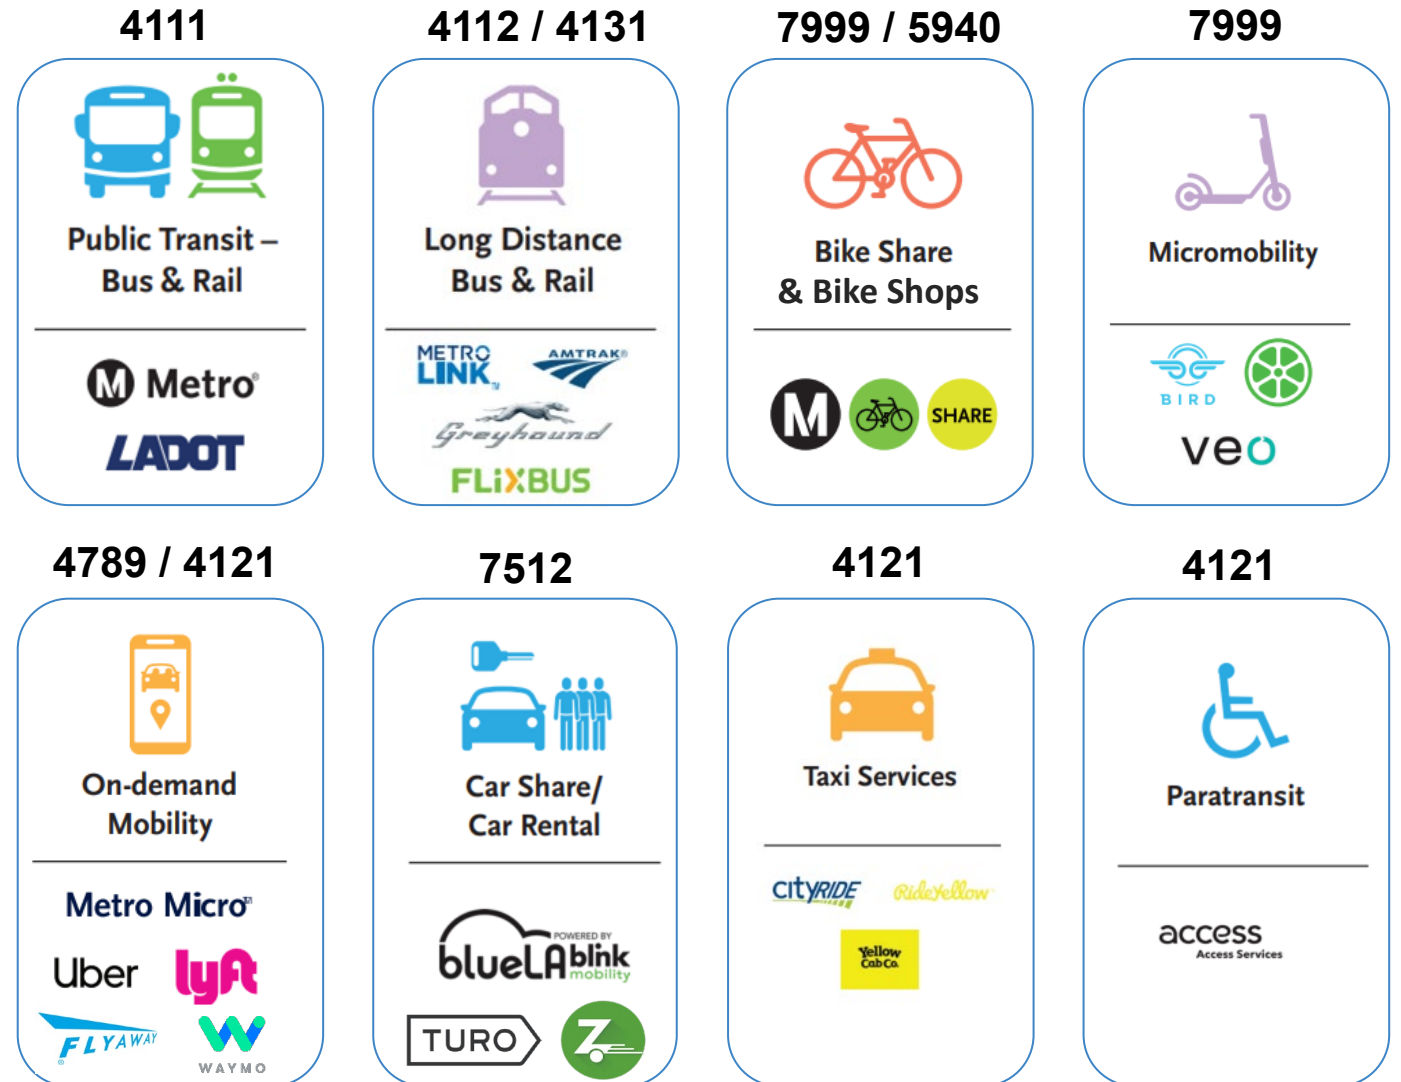 4111
Public Transit –
Bus & Rail
M Metro®
LADOT
4112 / 4131
Long Distance
Bus & Rail
METRO
LINK™
AMTRAK®
Greyhound
FLiXBUS
7999 / 5940
Bike Share
& Bike Shops
M
SHARE
7999
Micromobility
BIRD
veo
4789 / 4121
On-demand
Mobility
Metro Micro™
Uber
lyft
FLYAWAY®
WAYMO
7512
Car Share/
Car Rental
POWERED BY
blueLA blink
mobility
TURO
Z
4121
Taxi Services
CITYRIDE
RideYellow
Yellow
Cab Co.
4121
Paratransit
access
Access Services